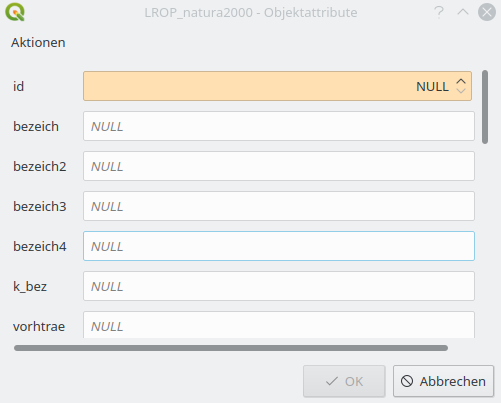 LROP_natura2000 - Objektattribute
Aktionen
id NULL
bezeich NULL
bezeich2 NULL
bezeich3 NULL
bezeich4 NULL
k_bez NULL
vorhtrae NULL
OK Abbrechen